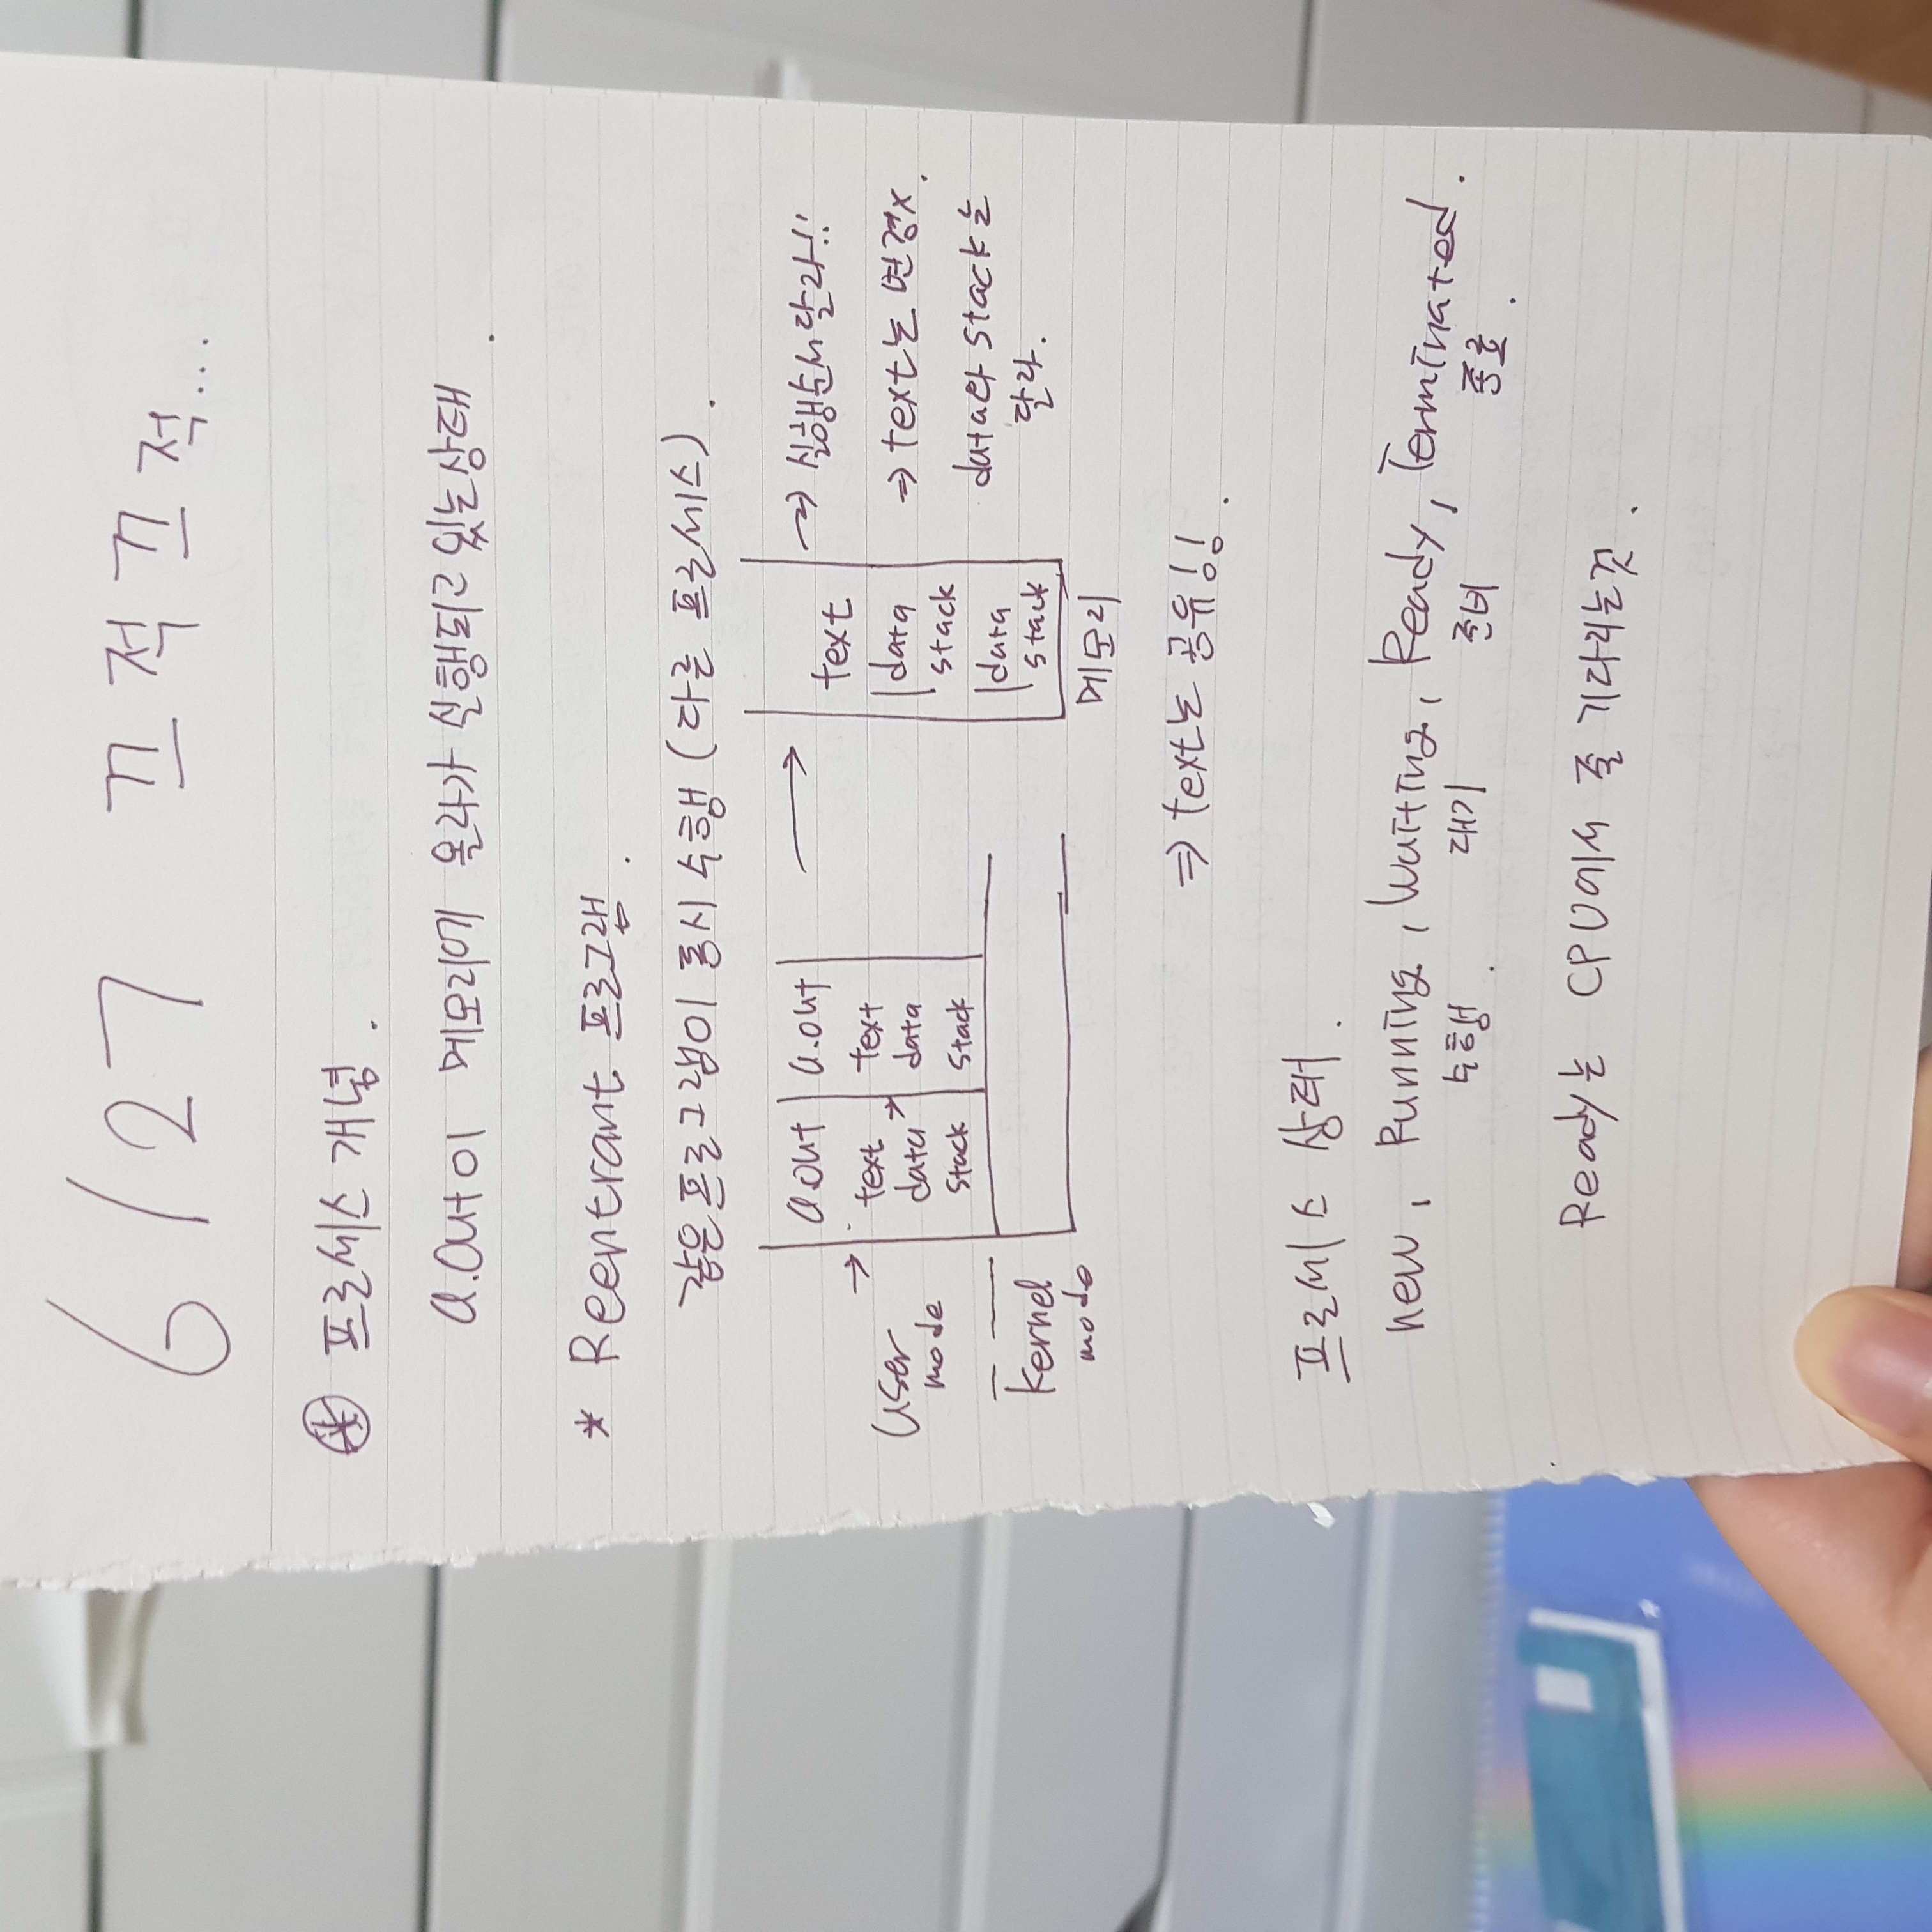 6/27 끄적끄적...
* 프로세스 개념.
a.out이 메모리에 올라가 실행되고 있는상태.
* Reentrant 프로그램.
같은프로그램이 동시 수행 (다른 프로세스).
a.out a.out → text → 실행순서달라!!
User mode → text data stack → text data stack
data stack ⇒ text는 변경x.
data stack data와 stack은 달라.
Kernel mode
메모리
⇒ text는 공유!!.
프로세스 상태.
new, Running, Waiting, Ready, Terminated.
수행. 대기 준비 종료.
Ready는 CPU에서 줄 기다리는것.